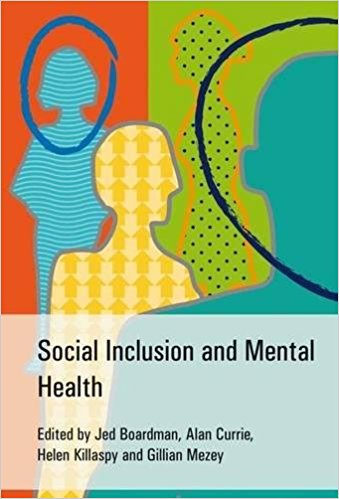 Social Inclusion and Mental
Health
Edited by Jed Boardman, Alan Currie,
Helen Killaspy and Gillian Mezey